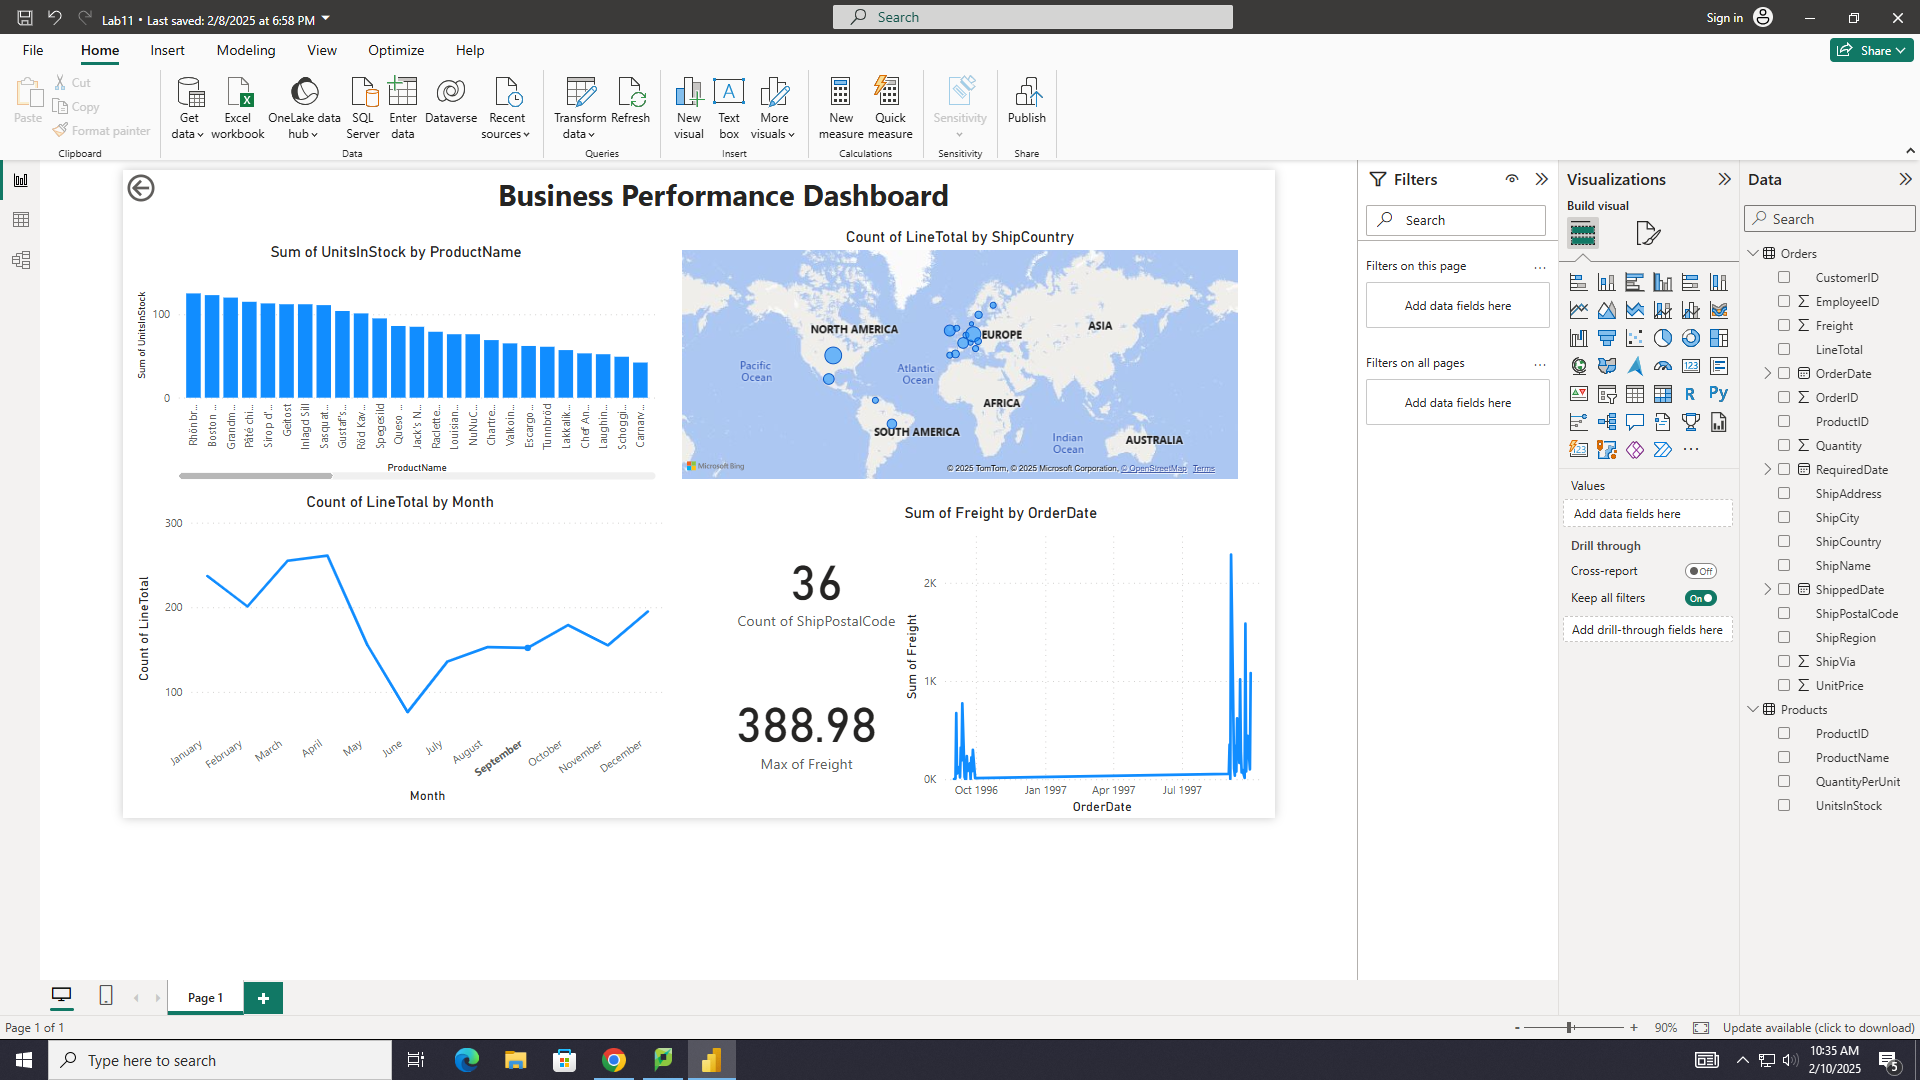 Lab11 • Last saved: 2/8/2025 at 6:58 PM
Search
Sign in
File Home Insert Modeling View Optimize Help
Share
Paste
Cut
Copy
Format painter
Clipboard
Get data
Excel workbook
OneLake data hub
SQL Server
Enter data
Dataverse
Recent sources
Data
Transform data
Refresh
Queries
New visual
Text box
More visuals
Insert
New measure
Quick measure
Calculations
Sensitivity
Sensitivity
Publish
Share
Business Performance Dashboard
Sum of UnitsInStock by ProductName
Sum of UnitsInStock
100
0
Rhönbr...
Boston ...
Grandm...
Pâté chi...
Sirop d'...
Geitost
Inlagd Sill
Sasquat...
Gustaf's...
Röd Kav...
Spegesild
Queso ...
Jack's N...
Raclette...
Louisian...
NuNuC...
Chartre...
Valkoin...
Escargo...
Tunnbröd
Lakkalik...
Chef An...
Laughin...
Schoggi...
Carnarv...
ProductName
Count of LineTotal by ShipCountry
NORTH AMERICA
EUROPE
ASIA
Pacific Ocean
Atlantic Ocean
AFRICA
SOUTH AMERICA
Indian Ocean
AUSTRALIA
Microsoft Bing
© 2025 TomTom, © 2025 Microsoft Corporation, © OpenStreetMap Terms
Count of LineTotal by Month
Count of LineTotal
300
200
100
January
February
March
April
May
June
July
August
September
October
November
December
Month
36
Count of ShipPostalCode
388.98
Max of Freight
Sum of Freight by OrderDate
Sum of Freight
2K
1K
0K
Oct 1996
Jan 1997
Apr 1997
Jul 1997
OrderDate
Filters
Search
Filters on this page ...
Add data fields here
Filters on all pages ...
Add data fields here
Visualizations
Build visual
R
Py
123
...
Values
Add data fields here
Drill through
Cross-report Off
Keep all filters On
Add drill-through fields here
Data
Search
Orders
CustomerID
EmployeeID
Freight
LineTotal
OrderDate
OrderID
ProductID
Quantity
RequiredDate
ShipAddress
ShipCity
ShipCountry
ShipName
ShippedDate
ShipPostalCode
ShipRegion
ShipVia
UnitPrice
Products
ProductID
ProductName
QuantityPerUnit
UnitsInStock
Page 1
Page 1 of 1
- + 90%
Update available (click to download)
Type here to search
10:35 AM
2/10/2025
5